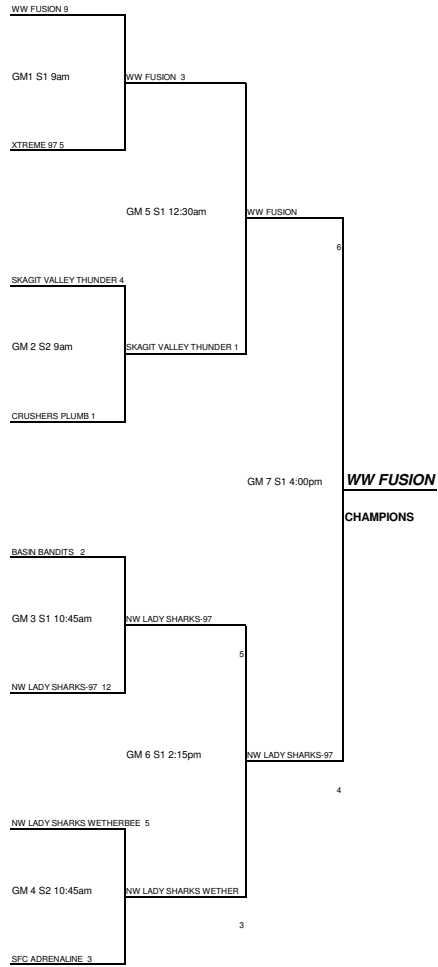 WW FUSION 9
GM1 S1 9am
WW FUSION 3
XTREME 97 5
GM 5 S1 12:30am
WW FUSION
6
SKAGIT VALLEY THUNDER 4
GM 2 S2 9am
SKAGIT VALLEY THUNDER 1
CRUSHERS PLUMB 1
GM 7 S1 4:00pm
WW FUSION
CHAMPIONS
BASIN BANDITS 2
GM 3 S1 10:45am
NW LADY SHARKS-97
5
NW LADY SHARKS-97 12
GM 6 S1 2:15pm
NW LADY SHARKS-97
4
NW LADY SHARKS WETHERBEE 5
GM 4 S2 10:45am
NW LADY SHARKS WETHER
3
SFC ADRENALINE 3